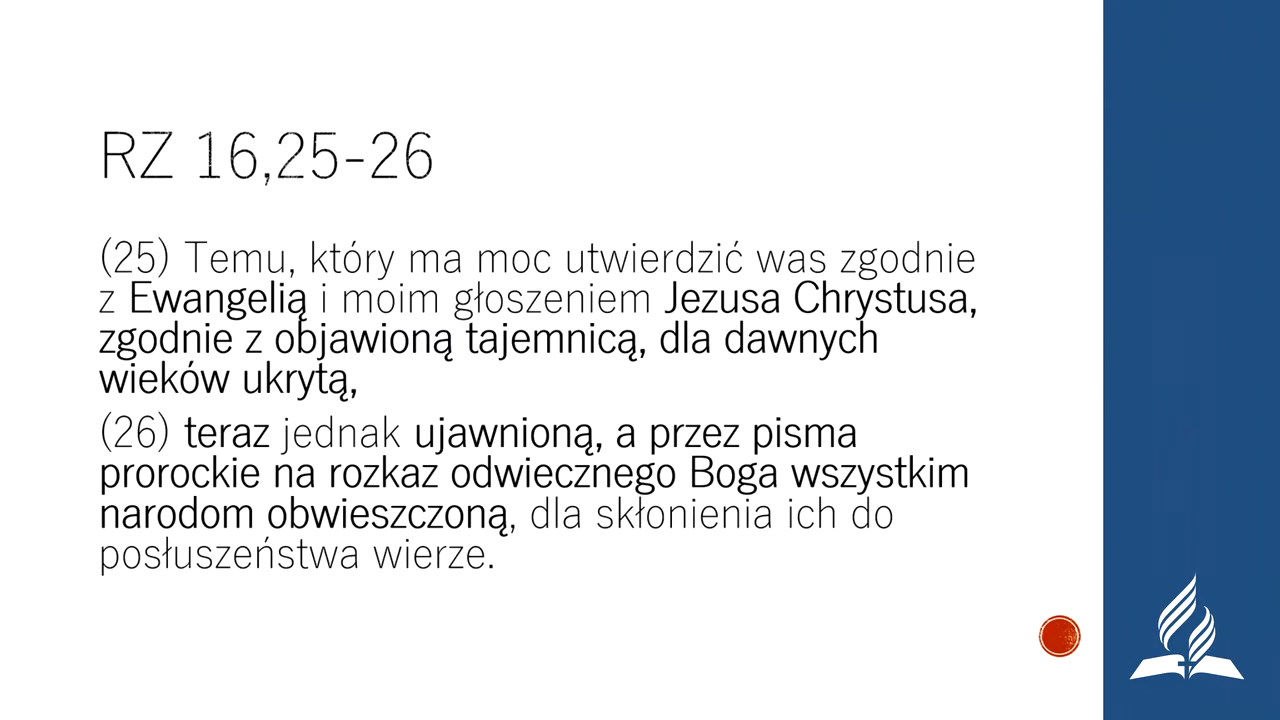 RZ 16,25-26
(25) Temu, który ma moc utwierdzić was zgodnie
z Ewangelią i moim głoszeniem Jezusa Chrystusa,
zgodnie z objawioną tajemnicą, dla dawnych
wieków ukrytą,
(26) teraz jednak ujawnioną, a przez pisma
prorockie na rozkaz odwiecznego Boga wszystkim
narodom obwieszczoną, dla skłonienia ich do
posłuszeństwa wierze.